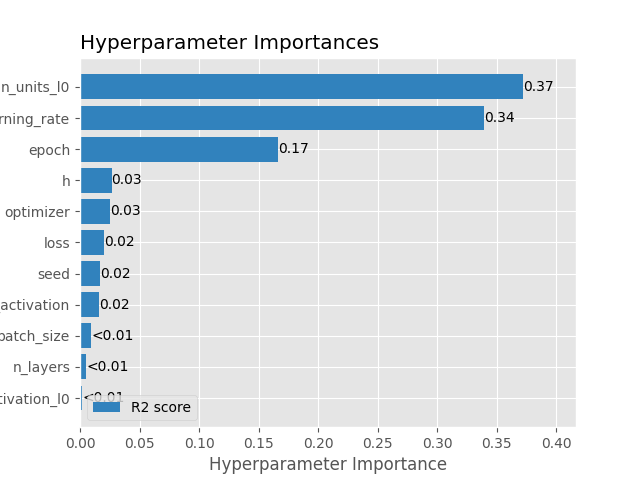 Hyperparameter Importances
n_units_l0
0.37
rning_rate
0.34
epoch
0.17
h
0.03
optimizer
0.03
loss
0.02
seed
0.02
activation
0.02
batch_size
<0.01
n_layers
<0.01
tivation_l0
<0.01
R2 score
0.00 0.05 0.10 0.15 0.20 0.25 0.30 0.35 0.40
Hyperparameter Importance